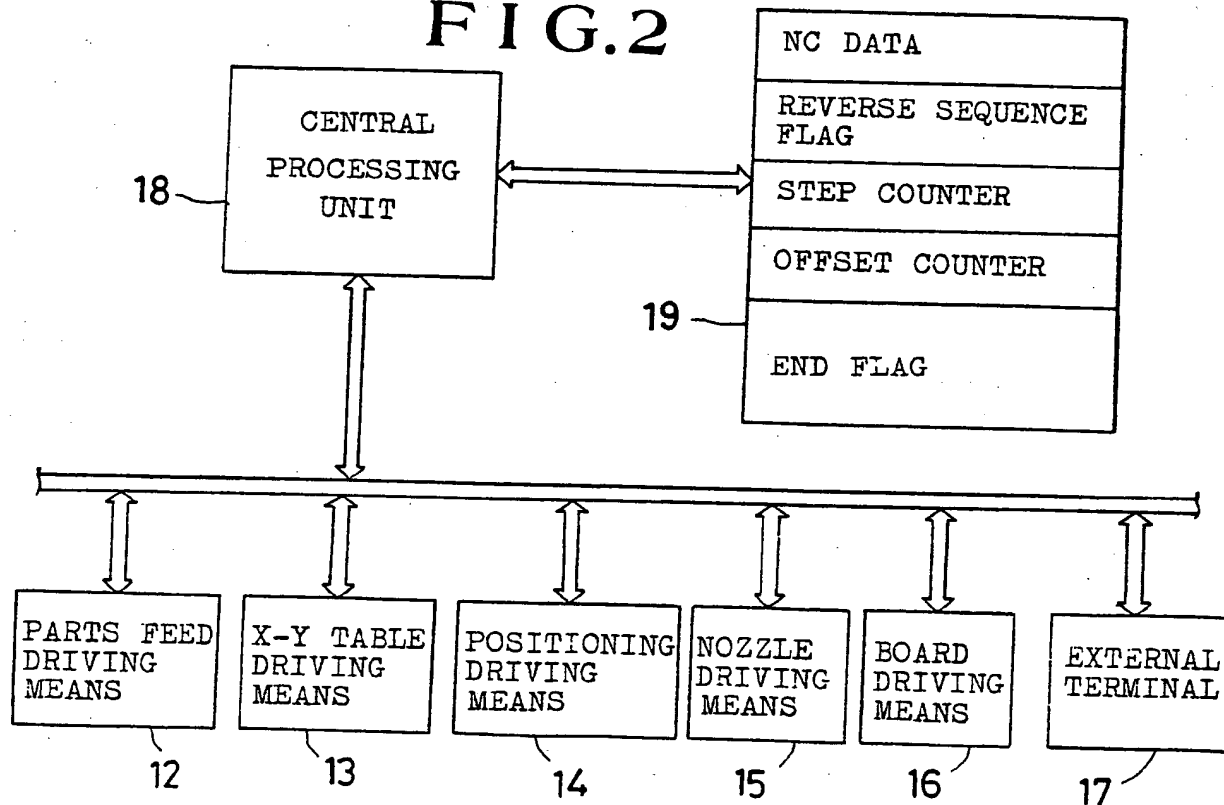 FIG.2
CENTRAL
PROCESSING
UNIT
18
NC DATA
REVERSE SEQUENCE
FLAG
STEP COUNTER
OFFSET COUNTER
END FLAG
19
PARTS FEED
DRIVING
MEANS
12
X-Y TABLE
DRIVING
MEANS
13
POSITIONING
DRIVING
MEANS
14
NOZZLE
DRIVING
MEANS
15
BOARD
DRIVING
MEANS
16
EXTERNAL
TERMINAL
17